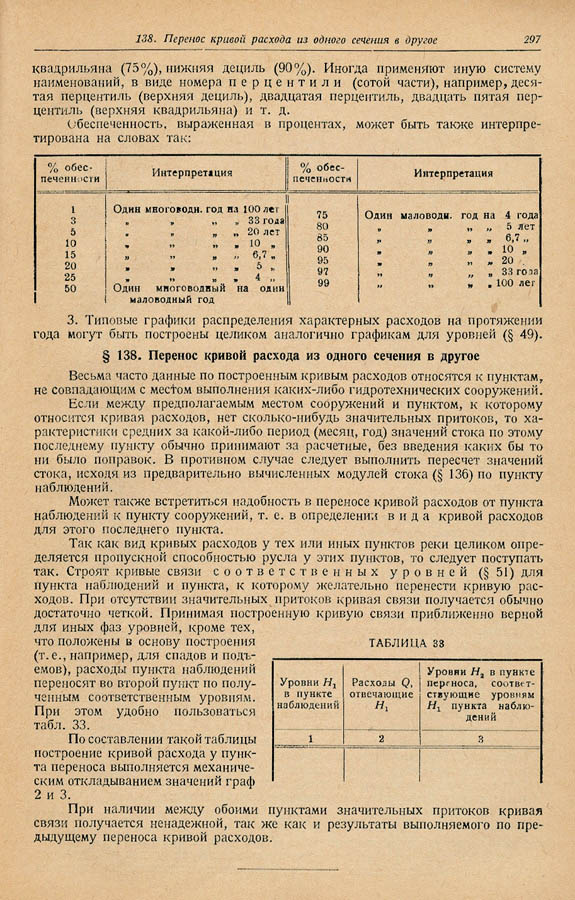 138. Перенос кривой расхода из одного сечения в другое 297
квадрильяна (75%), нижняя дециль (90%). Иногда применяют иную систему
наименований, в виде номера перцентили (сотой части), например, деся-
тая перцентиль (верхняя дециль), двадцатая перцентиль, двадцать пятая пер-
центиль (верхняя квадрильяна) и т. д.
Обеспеченность, выраженная в процентах, может быть также интерпре-
тирована на словах так:
% обес-
печенности
Интерпретация
% обес-
печенности
Интерпретация
1 Один многоводн. год на 100 лет
3 „ „ „ „ 33 года
5 „ „ „ „ 20 лет
10 „ „ „ „ 10 „
15 „ „ „ „ 6,7 „
20 „ „ „ „ 5 „
25 „ „ „ „ 4 „
50 Один многоводный на один
маловодный год
75 Один маловодн. год на 4 года
80 „ „ „ „ 5 лет
85 „ „ „ „ 6,7 „
90 „ „ „ „ 10 „
95 „ „ „ „ 20 „
97 „ „ „ „ 33 года
99 „ „ „ „ 100 лет
3. Типовые графики распределения характерных расходов на протяжении
года могут быть построены целиком аналогично графикам для уровней (§ 49).
§ 138. Перенос кривой расхода из одного сечения в другое
Весьма часто данные по построенным кривым расходов относятся к пунктам,
не совпадающим с местом выполнения каких-либо гидротехнических сооружений.
Если между предполагаемым местом сооружений и пунктом, к которому
относится кривая расходов, нет сколько-нибудь значительных притоков, то ха-
рактеристики средних за какой-либо период (месяц, год) значений стока по этому
последнему пункту обычно принимают за расчетные, без введения каких бы то
ни было поправок. В противном случае следует выполнить пересчет значений
стока, исходя из предварительно вычисленных модулей стока (§ 136) по пункту
наблюдений.
Может также встретиться надобность в переносе кривой расходов от пункта
наблюдений к пункту сооружений, т. е. в определении вида кривой расходов
для этого последнего пункта.
Так как вид кривых расходов у тех или иных пунктов реки целиком опре-
деляется пропускной способностью русла у этих пунктов, то следует поступать
так. Строят кривые связи соответственных уровней (§ 51) для
пункта наблюдений и пункта, к которому желательно перенести кривую рас-
ходов. При отсутствии значительных притоков кривая связи получается обычно
достаточно четкой. Принимая построенную кривую связи приближенно верной
для иных фаз уровней, кроме тех,
что положены в основу построения
(т. е., например, для спадов и подъ-
емов), расходы пункта наблюдений
переносят во второй пункт по полу-
ченным соответственным уровням.
При этом удобно пользоваться
табл. 33.
По составлении такой таблицы
построение кривой расхода у пунк-
та переноса выполняется механиче-
ским откладыванием значений граф
2 и 3.
ТАБЛИЦА 33
Уровни H₁
в пункте
наблюдений
Расходы Q,
отвечающие
H₁
Уровни H₂ в пункте
переноса, соответ-
ствующие уровням
H₁ пункта наблю-
дений
1 2 3
При наличии между обоими пунктами значительных притоков кривая
связи получается ненадежной, так же как и результаты выполняемого по пре-
дыдущему переноса кривой расходов.